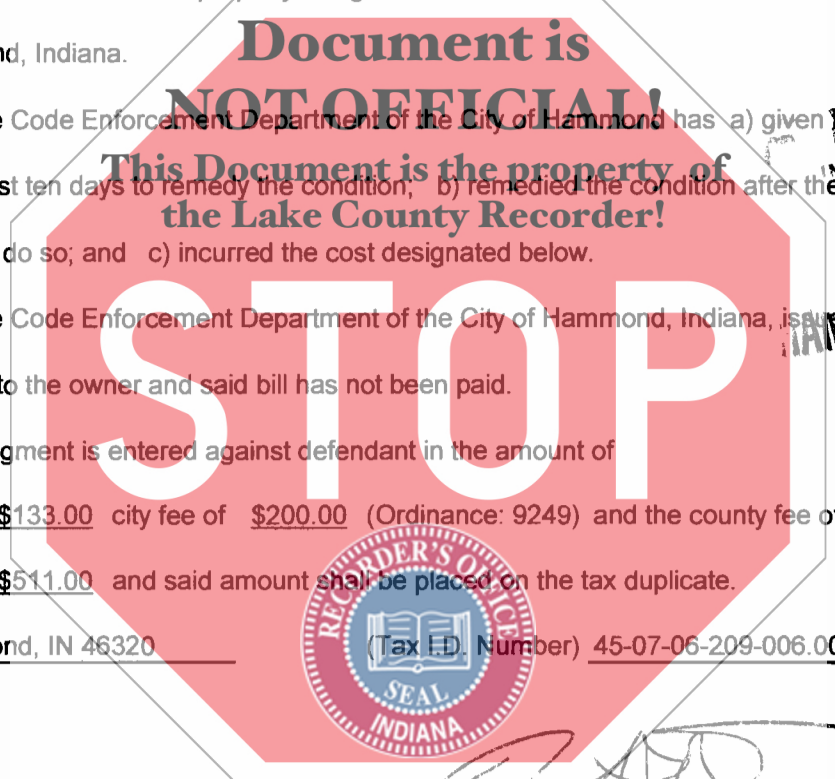 Document is
nd, Indiana.
NOT OFFICIAL!
e Code Enforcement Department of the City of Hammond has a) given
This Document is the property of
st ten days to remedy the condition; b) remedied the condition after the
the Lake County Recorder!
do so; and c) incurred the cost designated below.
STOP
e Code Enforcement Department of the City of Hammond, Indiana,
to the owner and said bill has not been paid.
gment is entered against defendant in the amount of
$133.00 city fee of $200.00 (Ordinance: 9249) and the county fee of
$511.00 and said amount shall be placed on the tax duplicate.
ond, IN 46320 (Tax I.D. Number) 45-07-06-209-006.00
RECORDER'S OFFICE
SEAL
INDIANA